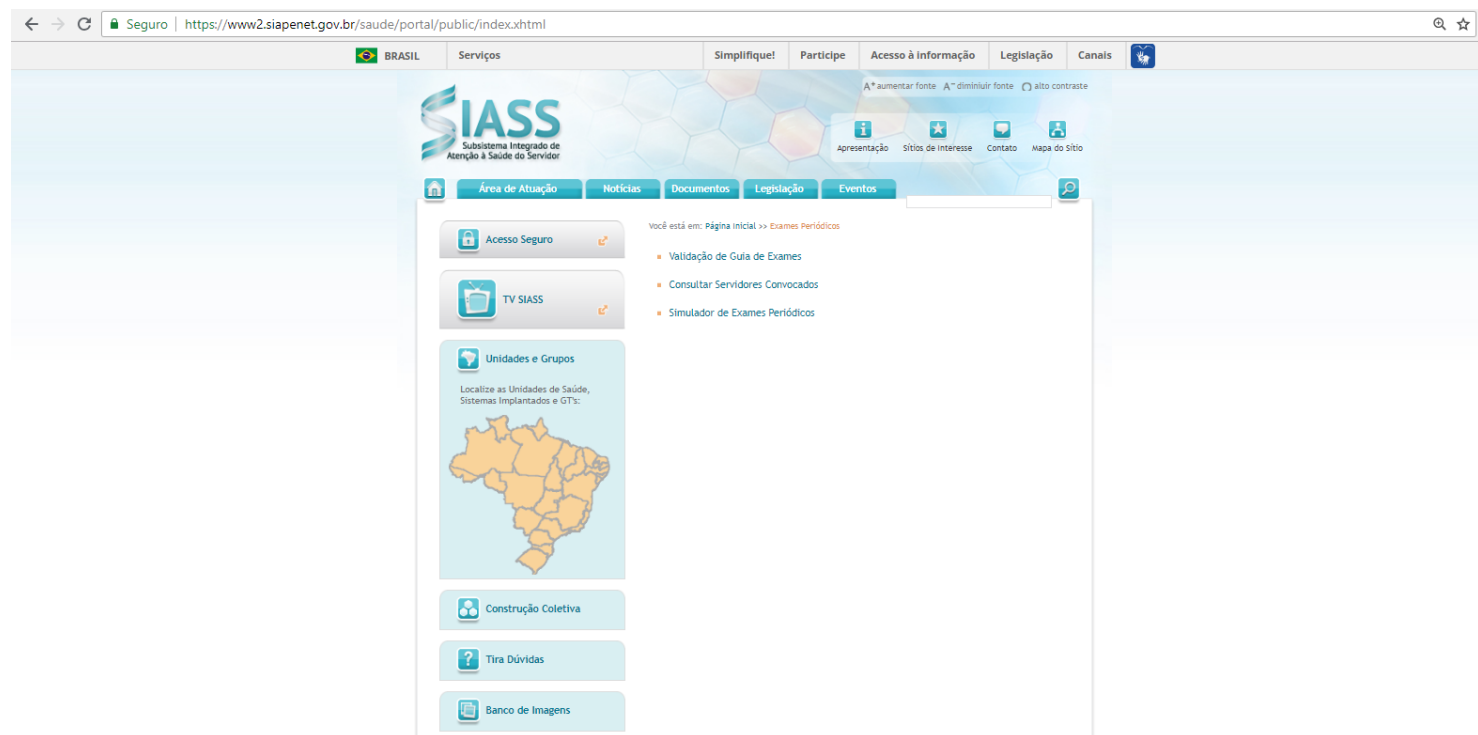 Seguro | https://www2.siapenet.gov.br/saude/portal/public/index.xhtml
BRASIL Serviços Simplifique! Participe Acesso à informação Legislação Canais
A+ aumentar fonte A- diminiuir fonte alto contraste
SIASS
Subsistema Integrado de
Atenção à Saúde do Servidor
Apresentação Sítios de Interesse Contato Mapa do Sítio
Área de Atuação Notícias Documentos Legislação Eventos
Acesso Seguro
TV SIASS
Unidades e Grupos
Localize as Unidades de Saúde,
Sistemas Implantados e GT's:
Construção Coletiva
Tira Dúvidas
Banco de Imagens
Você está em: Página Inicial >> Exames Periódicos
Validação de Guia de Exames
Consultar Servidores Convocados
Simulador de Exames Periódicos